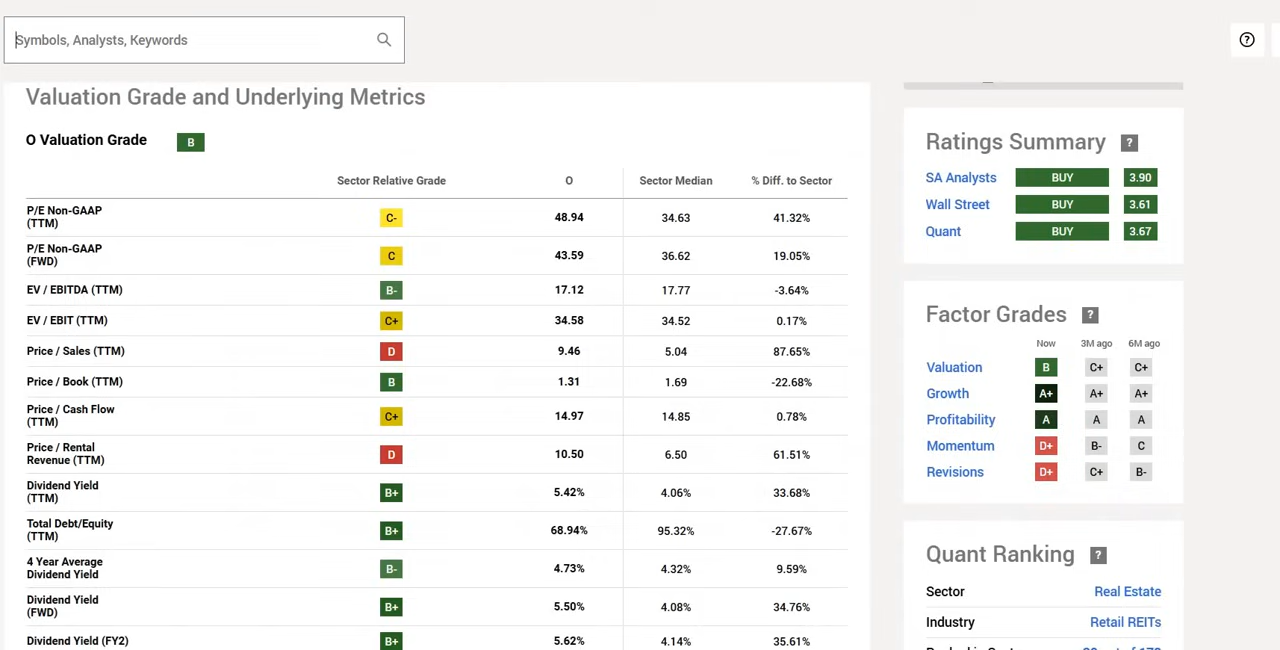 Symbols, Analysts, Keywords
Valuation Grade and Underlying Metrics
O Valuation Grade B
Sector Relative Grade O Sector Median % Diff. to Sector
P/E Non-GAAP
(TTM) C- 48.94 34.63 41.32%
P/E Non-GAAP
(FWD) C 43.59 36.62 19.05%
EV / EBITDA (TTM) B- 17.12 17.77 -3.64%
EV / EBIT (TTM) C+ 34.58 34.52 0.17%
Price / Sales (TTM) D 9.46 5.04 87.65%
Price / Book (TTM) B 1.31 1.69 -22.68%
Price / Cash Flow
(TTM) C+ 14.97 14.85 0.78%
Price / Rental
Revenue (TTM) D 10.50 6.50 61.51%
Dividend Yield
(TTM) B+ 5.42% 4.06% 33.68%
Total Debt/Equity
(TTM) B+ 68.94% 95.32% -27.67%
4 Year Average
Dividend Yield B- 4.73% 4.32% 9.59%
Dividend Yield
(FWD) B+ 5.50% 4.08% 34.76%
Dividend Yield (FY2) B+ 5.62% 4.14% 35.61%
Ratings Summary ?
SA Analysts BUY 3.90
Wall Street BUY 3.61
Quant BUY 3.67
Factor Grades ?
Now 3M ago 6M ago
Valuation B C+ C+
Growth A+ A+ A+
Profitability A A A
Momentum D+ B- C
Revisions D+ C+ B-
Quant Ranking ?
Sector Real Estate
Industry Retail REITs